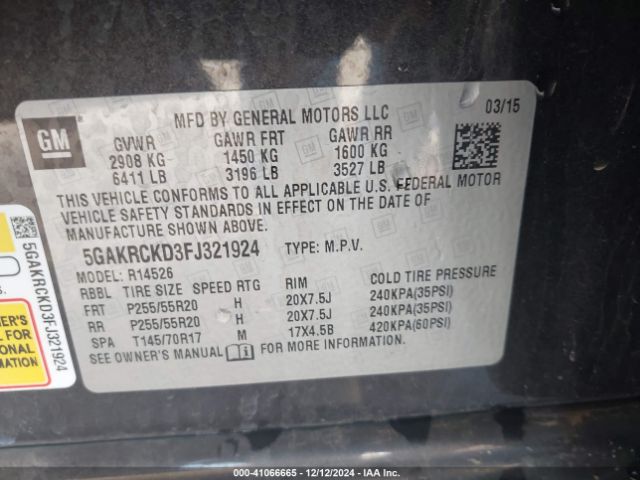 GM
MFD BY GENERAL MOTORS LLC
03/15
GVWR GAWR FRT GAWR RR
2908 KG 1450 KG 1600 KG
6411 LB 3196 LB 3527 LB
THIS VEHICLE CONFORMS TO ALL APPLICABLE U.S. FEDERAL MOTOR
VEHICLE SAFETY STANDARDS IN EFFECT ON THE DATE OF
MANUFACTURE SHOWN ABOVE.
5GAKRCKD3FJ321924 TYPE: M.P.V.
MODEL: R14526
RBBL TIRE SIZE SPEED RTG RIM COLD TIRE PRESSURE
FRT P255/55R20 H 20X7.5J 240KPA(35PSI)
RR P255/55R20 H 20X7.5J 240KPA(35PSI)
SPA T145/70R17 M 17X4.5B 420KPA(60PSI)
SEE OWNER'S MANUAL FOR MORE INFORMATION.
5GAKRCKD3FJ321924
OWNER'S
L FOR
ONAL
MATION
000-41066665 - 12/12/2024 - IAA Inc.